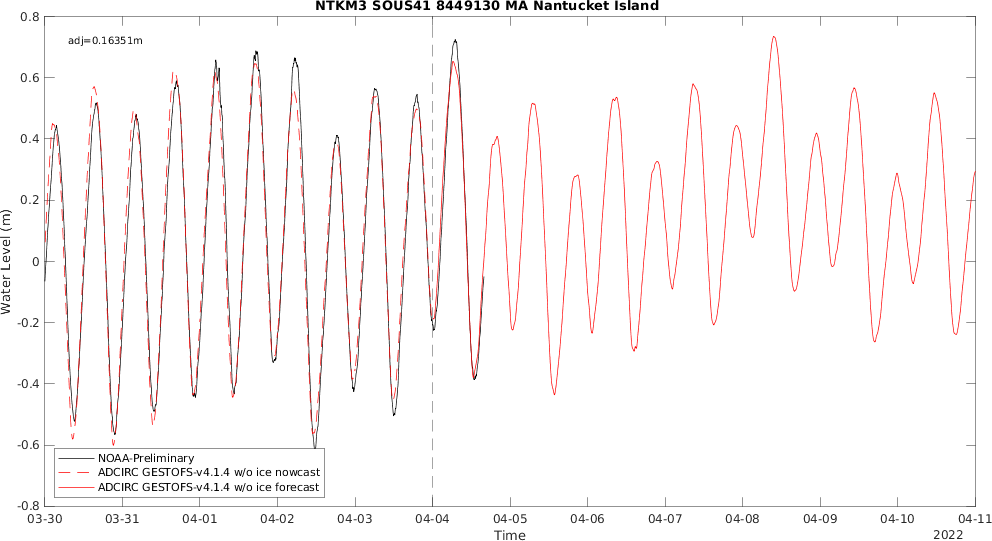 NTKM3 SOUS41 8449130 MA Nantucket Island
adj=0.16351m
0.8
0.6
0.4
0.2
0
-0.2
-0.4
-0.6
-0.8
Water Level (m)
NOAA-Preliminary
ADCIRC GESTOFS-v4.1.4 w/o ice nowcast
ADCIRC GESTOFS-v4.1.4 w/o ice forecast
03-30 03-31 04-01 04-02 04-03 04-04 04-05 04-06 04-07 04-08 04-09 04-10 04-11
Time
2022